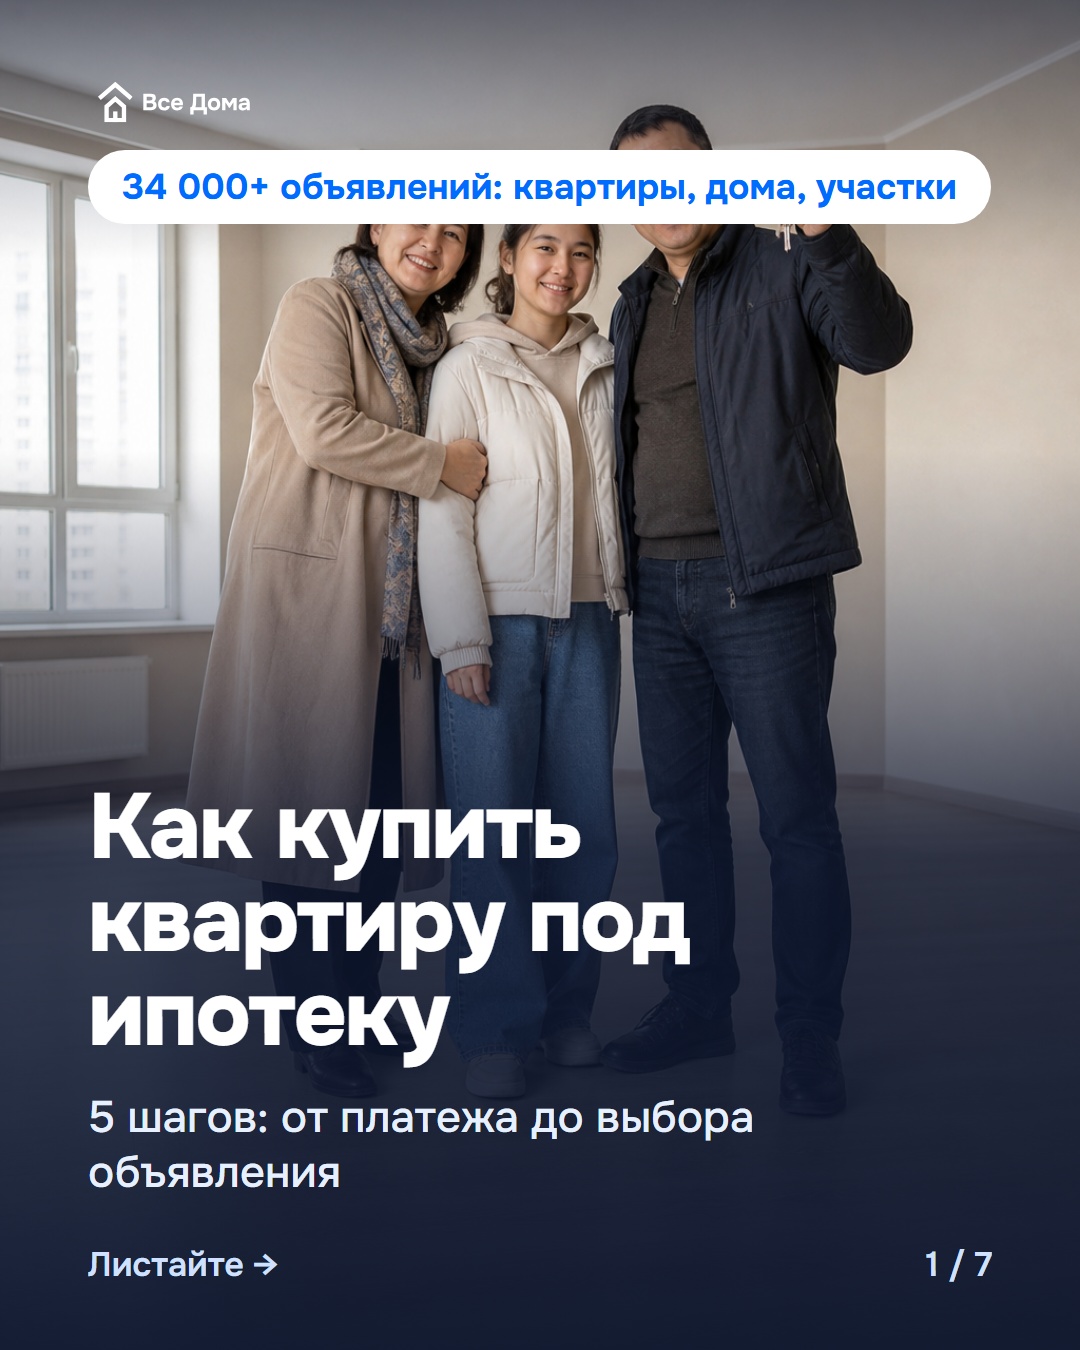 Все Дома
34 000+ объявлений: квартиры, дома, участки
Как купить
квартиру под
ипотеку
5 шагов: от платежа до выбора
объявления
Листайте →
1 / 7